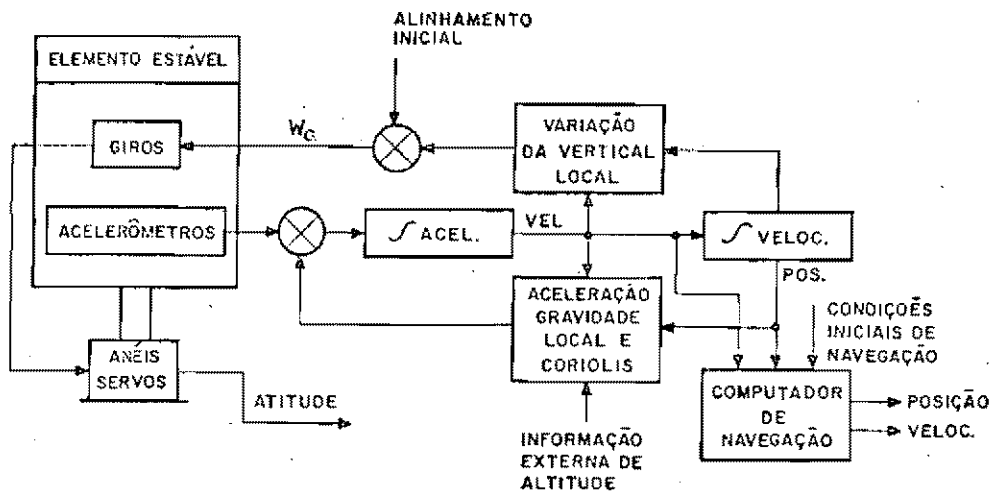 ALINHAMENTO
INICIAL
ELEMENTO ESTÁVEL
GIROS
Wc
VARIAÇÃO
DA VERTICAL
LOCAL
ACELERÔMETROS
∫ ACEL.
VEL
∫ VELOC.
POS.
ACELERAÇÃO
GRAVIDADE
LOCAL E
CORIOLIS
CONDIÇÕES
INICIAIS DE
NAVEGAÇÃO
ANÉIS
SERVOS
ATITUDE
COMPUTADOR
DE
NAVEGAÇÃO
POSIÇÃO
VELOC.
INFORMAÇÃO
EXTERNA DE
ALTITUDE